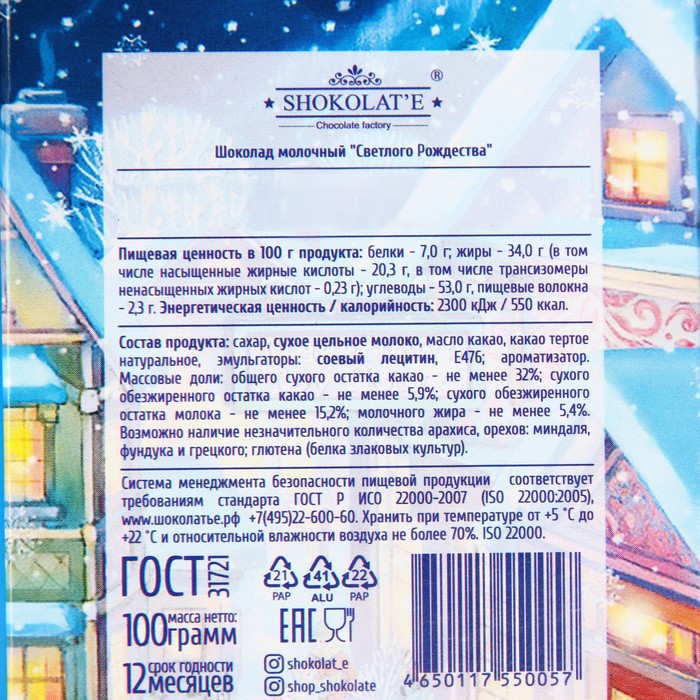 SHOKOLAT'E ®
Chocolate factory
Шоколад молочный "Светлого Рождества"
Пищевая ценность в 100 г продукта: белки - 7,0 г; жиры - 34,0 г (в том
числе насыщенные жирные кислоты - 20,3 г, в том числе трансизомеры
ненасыщенных жирных кислот - 0,23 г); углеводы - 53,0 г, пищевые волокна
- 2,3 г. Энергетическая ценность / калорийность: 2300 кДж / 550 ккал.
Состав продукта: сахар, сухое цельное молоко, масло какао, какао тертое
натуральное, эмульгаторы: соевый лецитин, Е476; ароматизатор.
Массовые доли: общего сухого остатка какао - не менее 32%; сухого
обезжиренного остатка какао - не менее 5,9%; сухого обезжиренного
остатка молока - не менее 15,2%; молочного жира - не менее 5,4%.
Возможно наличие незначительного количества арахиса, орехов: миндаля,
фундука и грецкого; глютена (белка злаковых культур).
Система менеджмента безопасности пищевой продукции соответствует
требованиям стандарта ГОСТ Р ИСО 22000-2007 (ISO 22000:2005),
www.шоколатье.рф +7(495)22-600-60. Хранить при температуре от +5 °С до
+22 °С и относительной влажности воздуха не более 70%. ISO 22000.
ГОСТ 31721
масса нетто:
100грамм
срок годности
12месяцев
21 41 22
PAP ALU PAP
EAC
shokolat_e
shop_shokolate
4 650117 550057